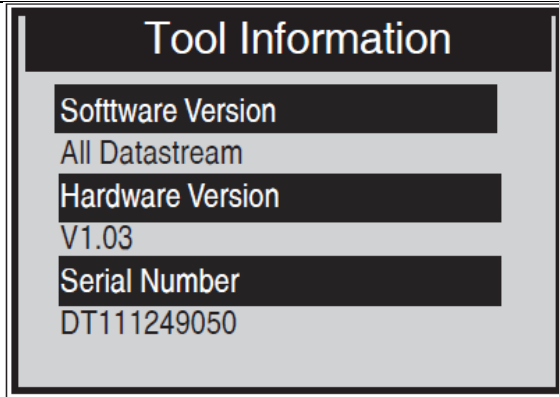 Tool Information
Softtware Version
All Datastream
Hardware Version
V1.03
Serial Number
DT111249050